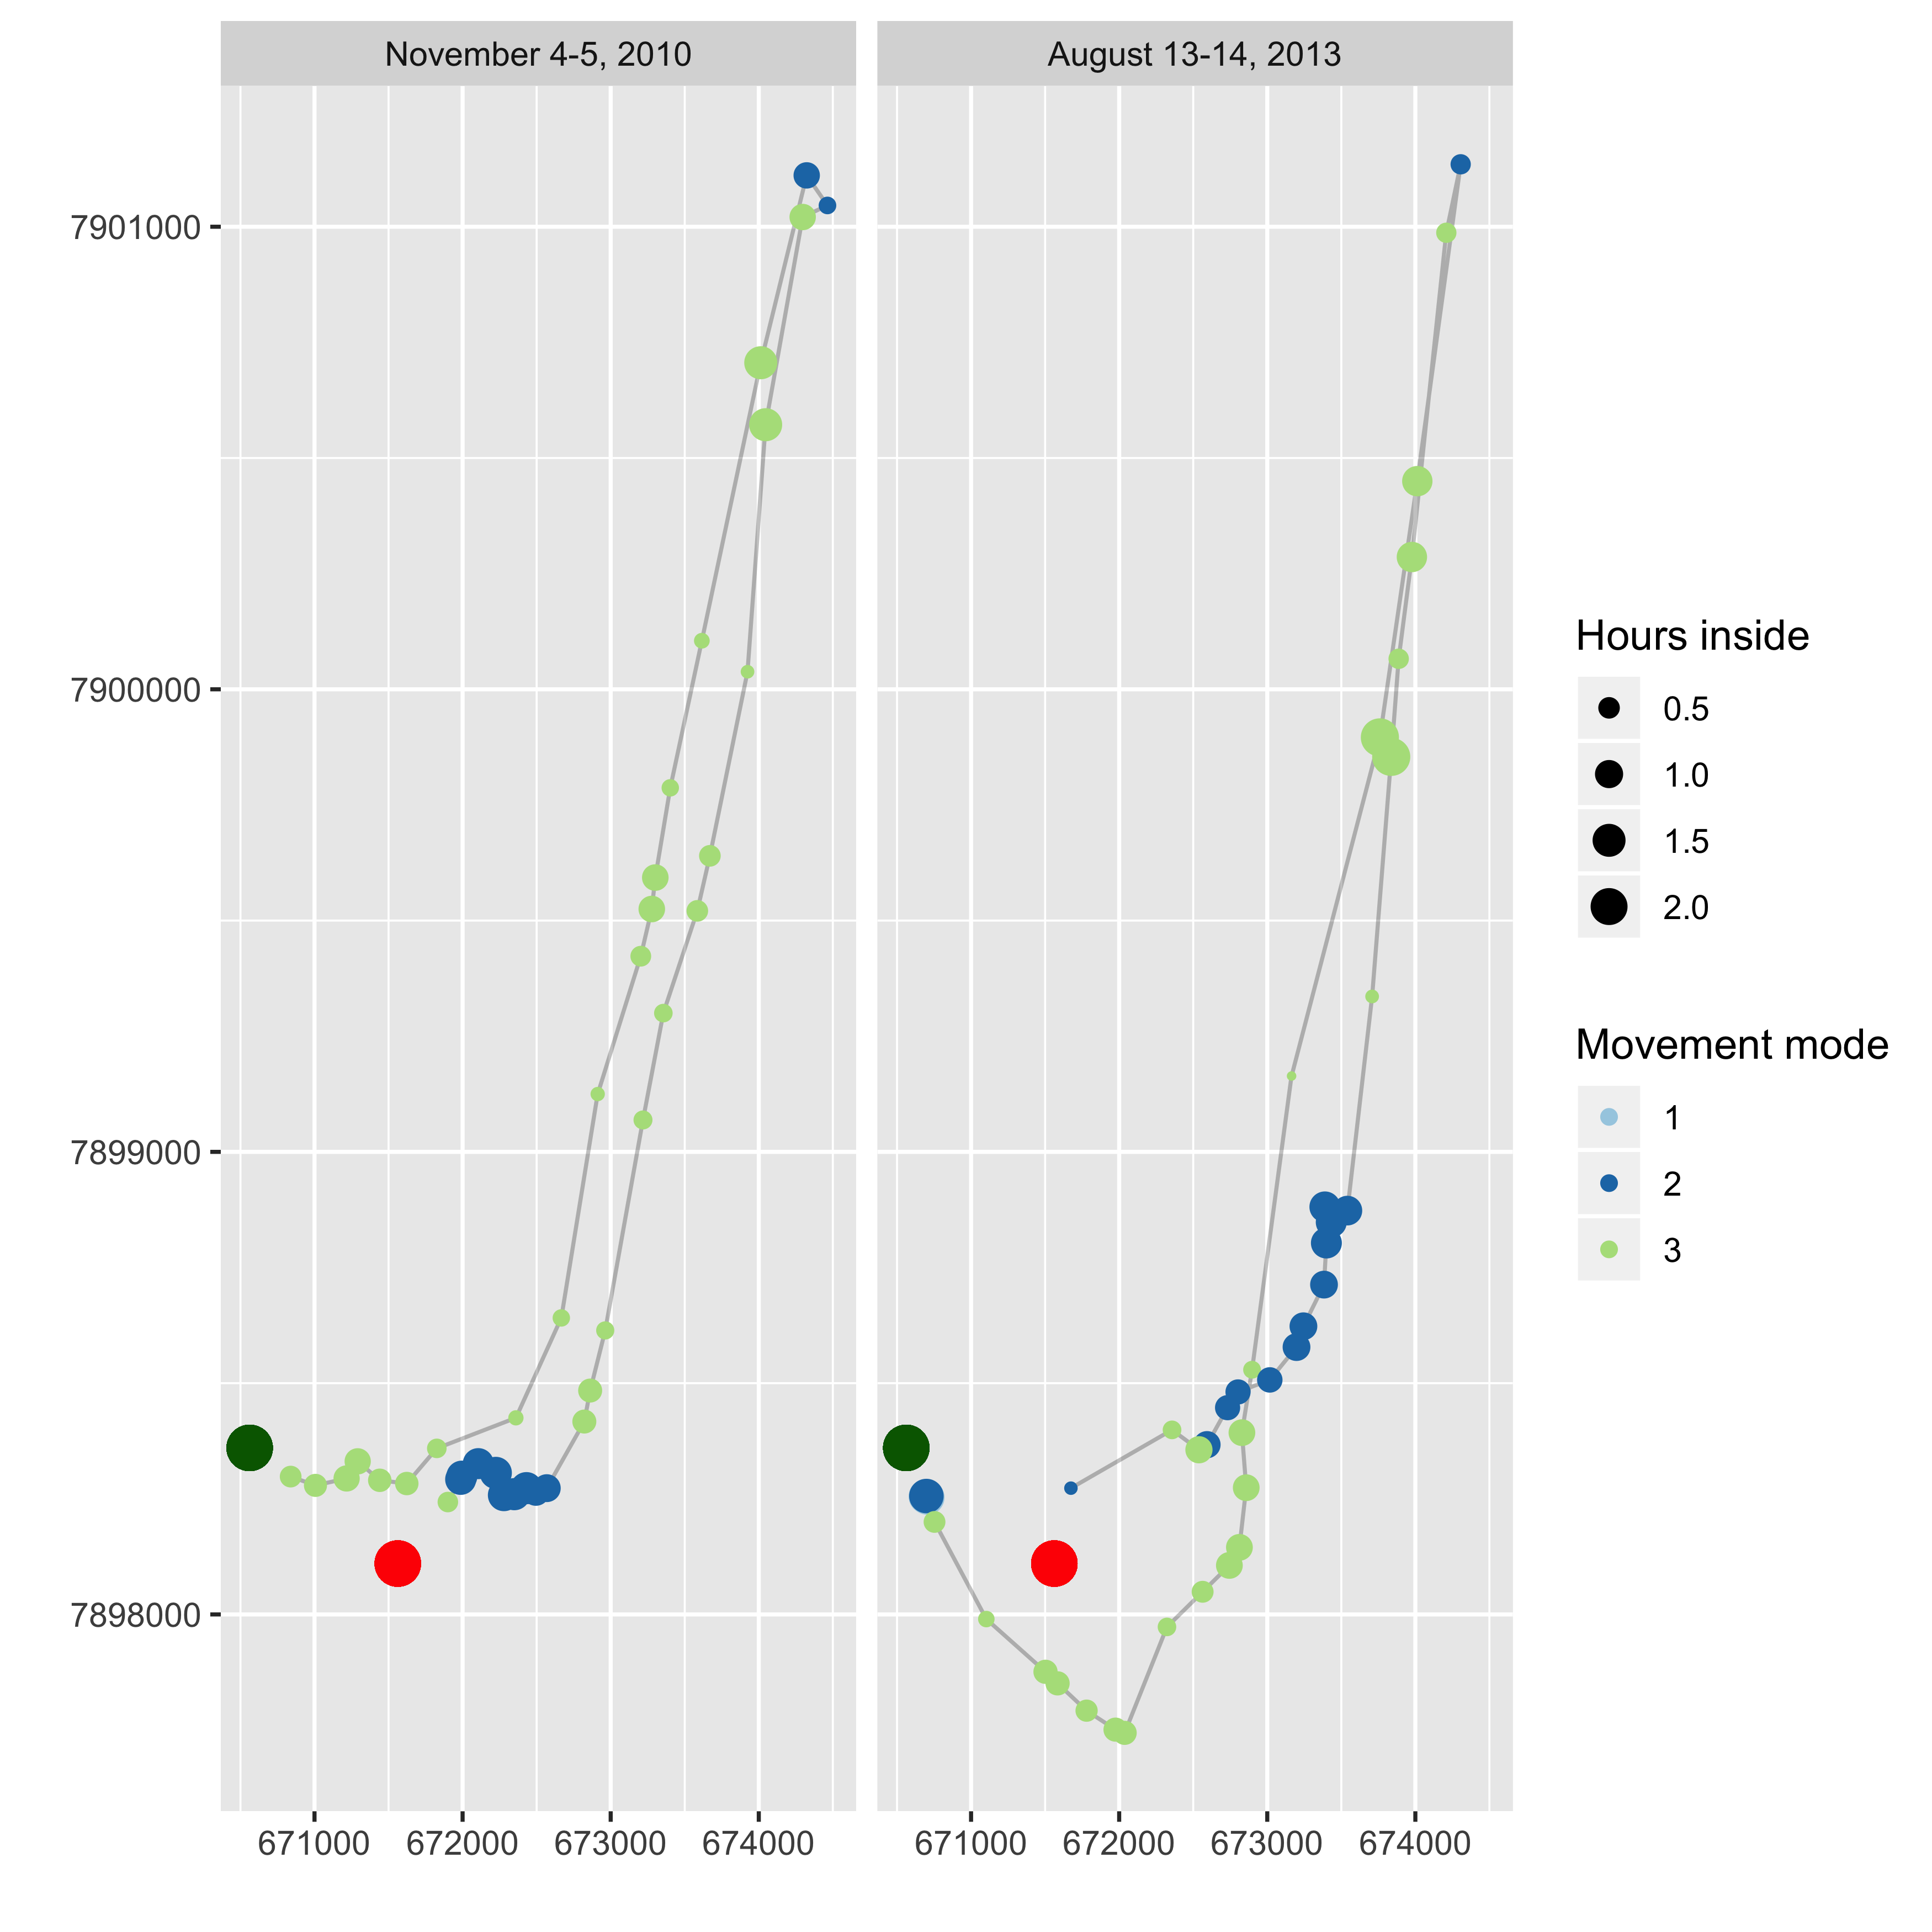 November 4-5, 2010
August 13-14, 2013
7901000
7900000
7899000
7898000
671000 672000 673000 674000
671000 672000 673000 674000
Hours inside
0.5
1.0
1.5
2.0
Movement mode
1
2
3